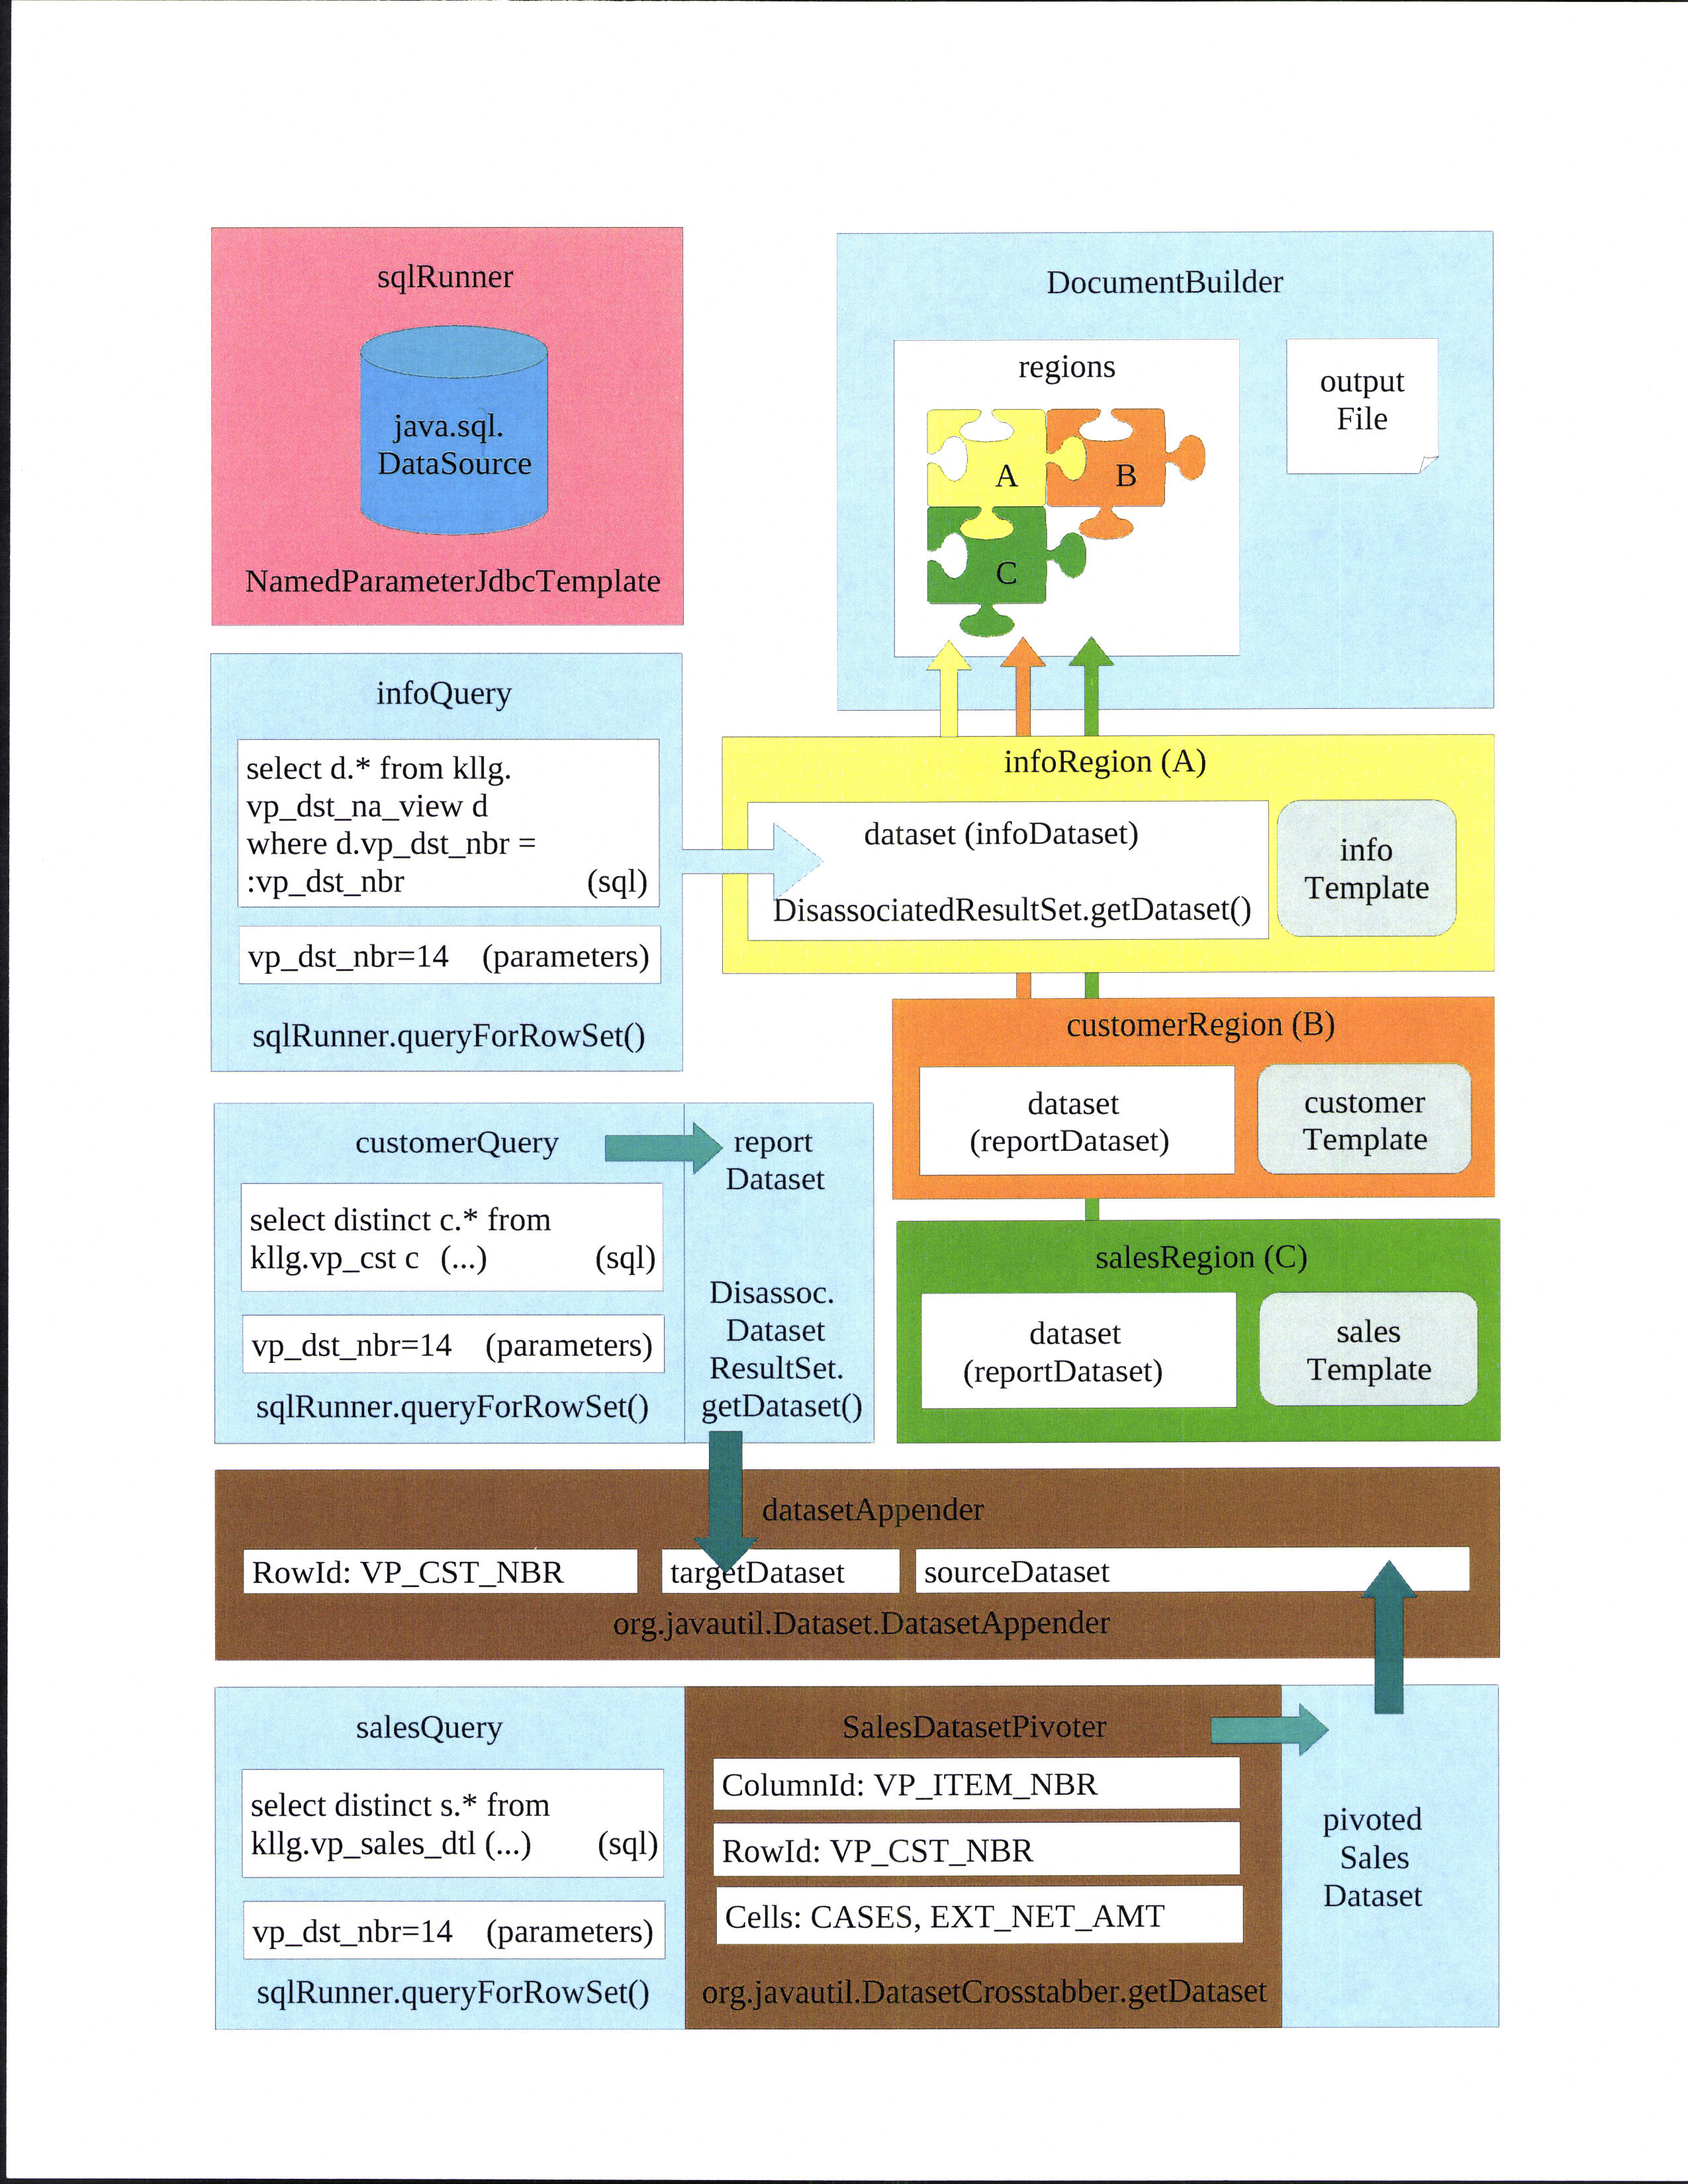 sqlRunner
java.sql.
DataSource
NamedParameterJdbcTemplate
DocumentBuilder
regions
A
B
C
output
File
infoQuery
select d.* from kllg.
vp_dst_na_view d
where d.vp_dst_nbr =
:vp_dst_nbr (sql)
vp_dst_nbr=14 (parameters)
sqlRunner.queryForRowSet()
infoRegion (A)
dataset (infoDataset)
DisassociatedResultSet.getDataset()
info
Template
customerRegion (B)
dataset
(reportDataset)
customer
Template
customerQuery
select distinct c.* from
kllg.vp_cst c (...) (sql)
vp_dst_nbr=14 (parameters)
sqlRunner.queryForRowSet()
report
Dataset
Disassoc.
Dataset
ResultSet.
getDataset()
salesRegion (C)
dataset
(reportDataset)
sales
Template
datasetAppender
RowId: VP_CST_NBR
targetDataset
sourceDataset
org.javautil.Dataset.DatasetAppender
salesQuery
select distinct s.* from
kllg.vp_sales_dtl (...) (sql)
vp_dst_nbr=14 (parameters)
sqlRunner.queryForRowSet()
SalesDatasetPivoter
ColumnId: VP_ITEM_NBR
RowId: VP_CST_NBR
Cells: CASES, EXT_NET_AMT
org.javautil.DatasetCrosstabber.getDataset
pivoted
Sales
Dataset